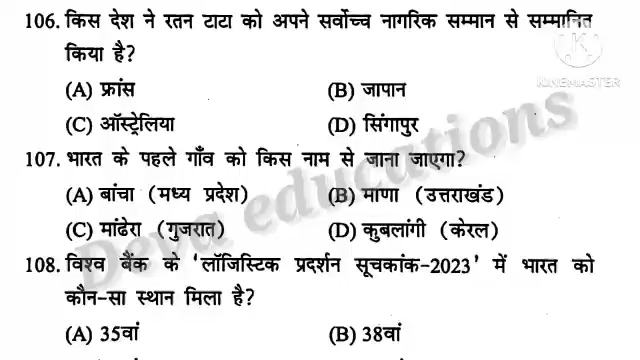 106. किस देश ने रतन टाटा को अपने सर्वोच्च नागरिक सम्मान से सम्मानित
किया है?
(A) फ्रांस (B) जापान
(C) ऑस्ट्रेलिया (D) सिंगापुर
107. भारत के पहले गाँव को किस नाम से जाना जाएगा?
(A) बांचा (मध्य प्रदेश) (B) माणा (उत्तराखंड)
(C) मांढेरा (गुजरात) (D) कुबलांगी (केरल)
108. विश्व बैंक के 'लॉजिस्टिक प्रदर्शन सूचकांक-2023' में भारत को
कौन-सा स्थान मिला है?
(A) 35वां (B) 38वां
KINEMASTER
Deva educations